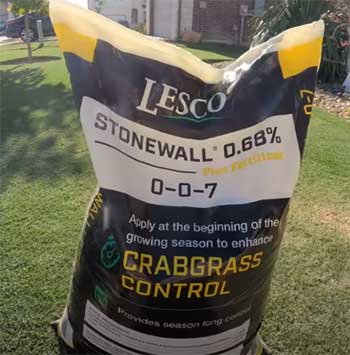 LESCO
STONEWALL® 0.68%
Plus Fertilizer
0-0-7
Apply at the beginning of the
growing season to enhance
CRABGRASS
CONTROL
Provides season long control